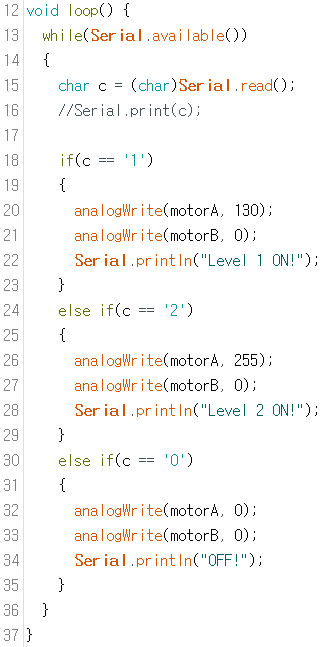 12 void loop() {
13 while(Serial.available())
14 {
15 char c = (char)Serial.read();
16 //Serial.print(c);
17
18 if(c == '1')
19 {
20 analogWrite(motorA, 130);
21 analogWrite(motorB, 0);
22 Serial.println("Level 1 ON!");
23 }
24 else if(c == '2')
25 {
26 analogWrite(motorA, 255);
27 analogWrite(motorB, 0);
28 Serial.println("Level 2 ON!");
29 }
30 else if(c == '0')
31 {
32 analogWrite(motorA, 0);
33 analogWrite(motorB, 0);
34 Serial.println("OFF!");
35 }
36 }
37 }